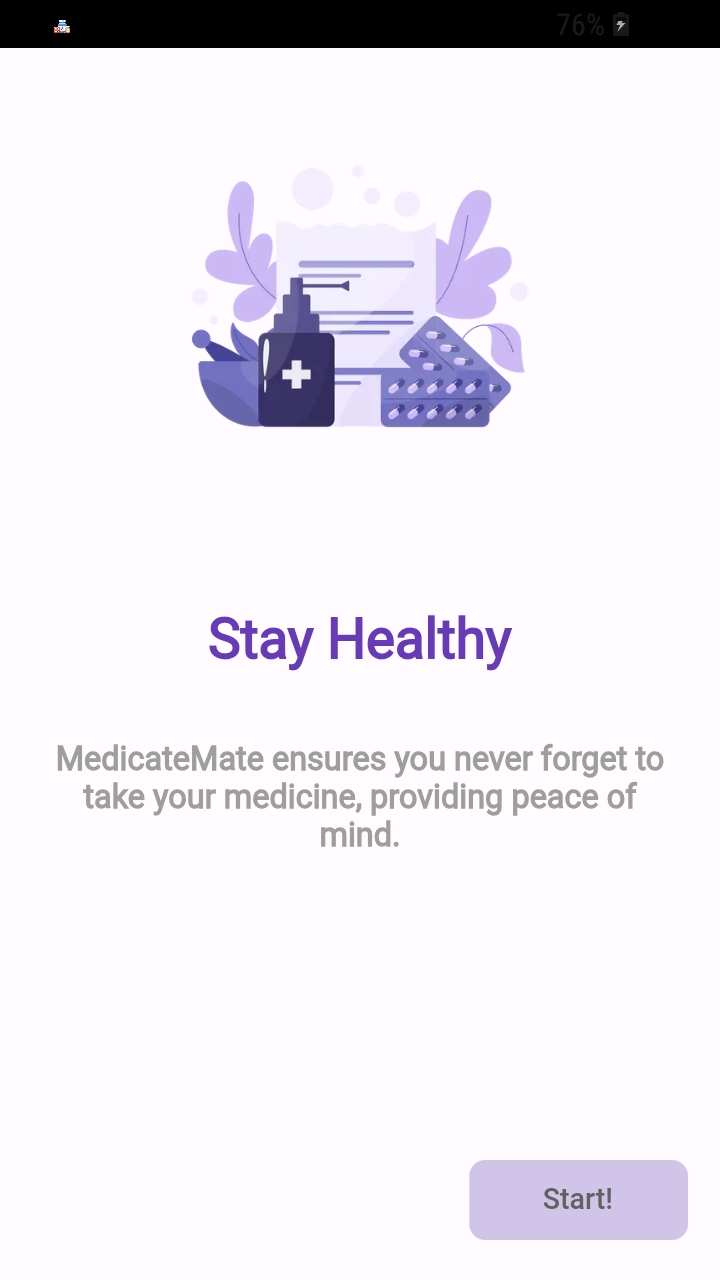 76%
Stay Healthy
MedicateMate ensures you never forget to
take your medicine, providing peace of
mind.
Start!